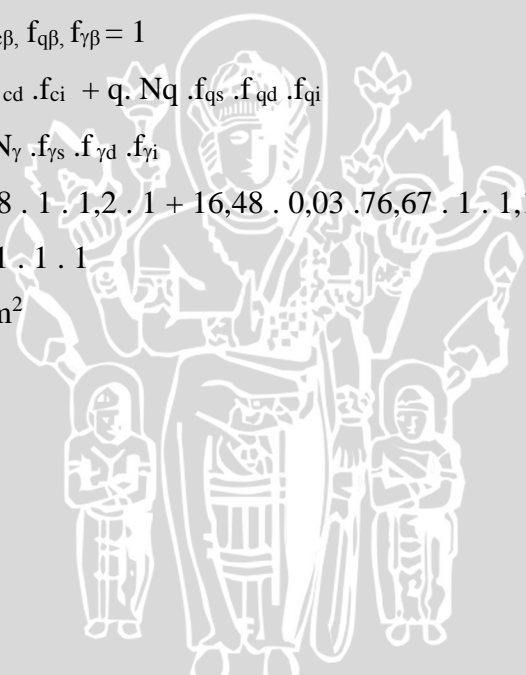 cβ, fqβ, fγβ = 1
cd .fci + q. Nq .fqs .f qd .fqi
Nγ .fγs .f γd .fγi
8 . 1 . 1,2 . 1 + 16,48 . 0,03 .76,67 . 1 . 1,
1 . 1 . 1
m²